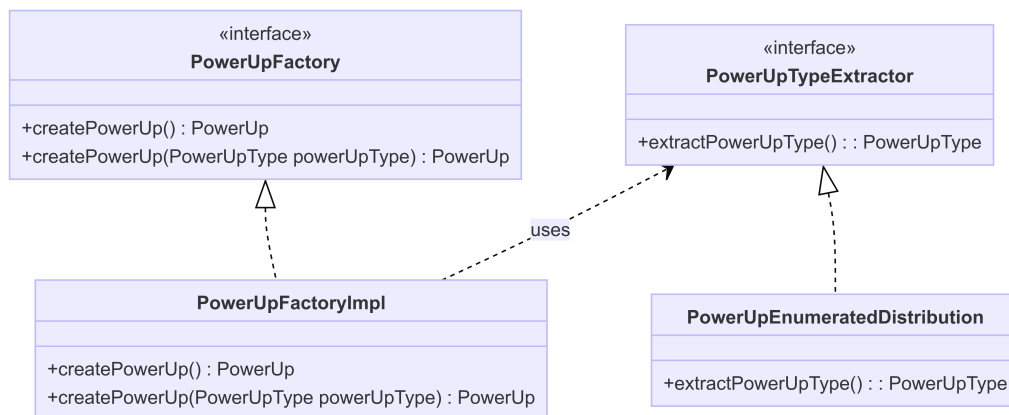 «interface»
PowerUpFactory
+createPowerUp() : PowerUp
+createPowerUp(PowerUpType powerUpType) : PowerUp
«interface»
PowerUpTypeExtractor
+extractPowerUpType() : : PowerUpType
uses
PowerUpFactoryImpl
+createPowerUp() : PowerUp
+createPowerUp(PowerUpType powerUpType) : PowerUp
PowerUpEnumeratedDistribution
+extractPowerUpType() : : PowerUpType